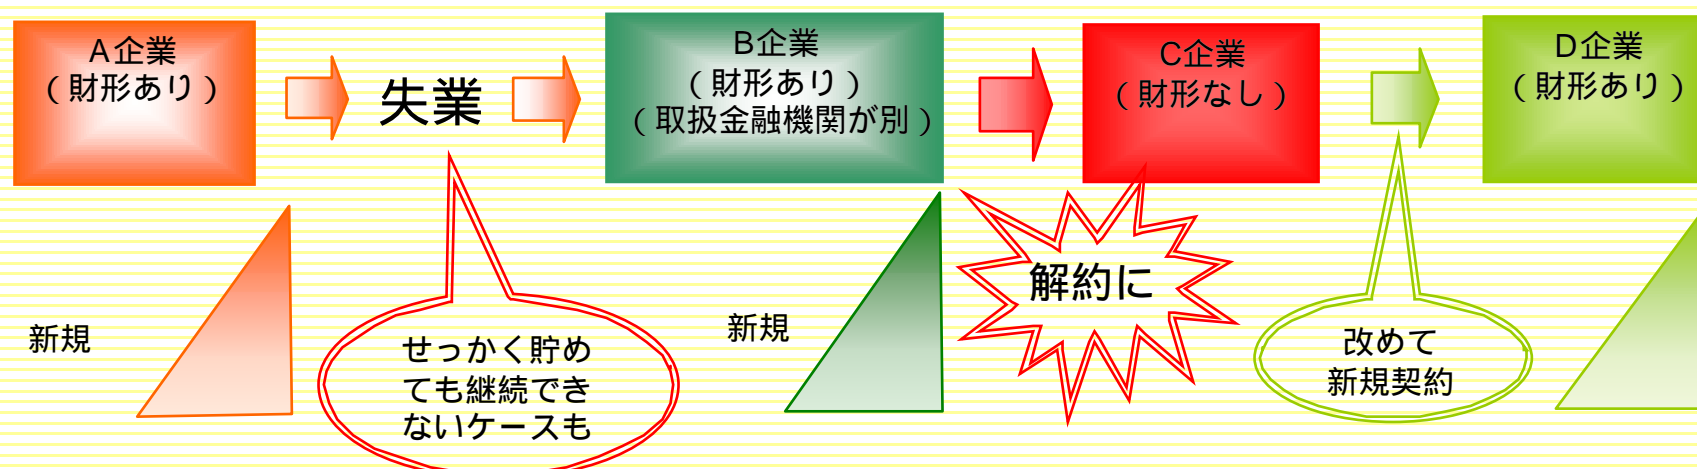 A企業
（財形あり）
失業
B企業
（財形あり）
（取扱金融機関が別）
C企業
（財形なし）
D企業
（財形あり）
新規
せっかく貯め
ても継続でき
ないケースも
新規
解約に
改めて
新規契約